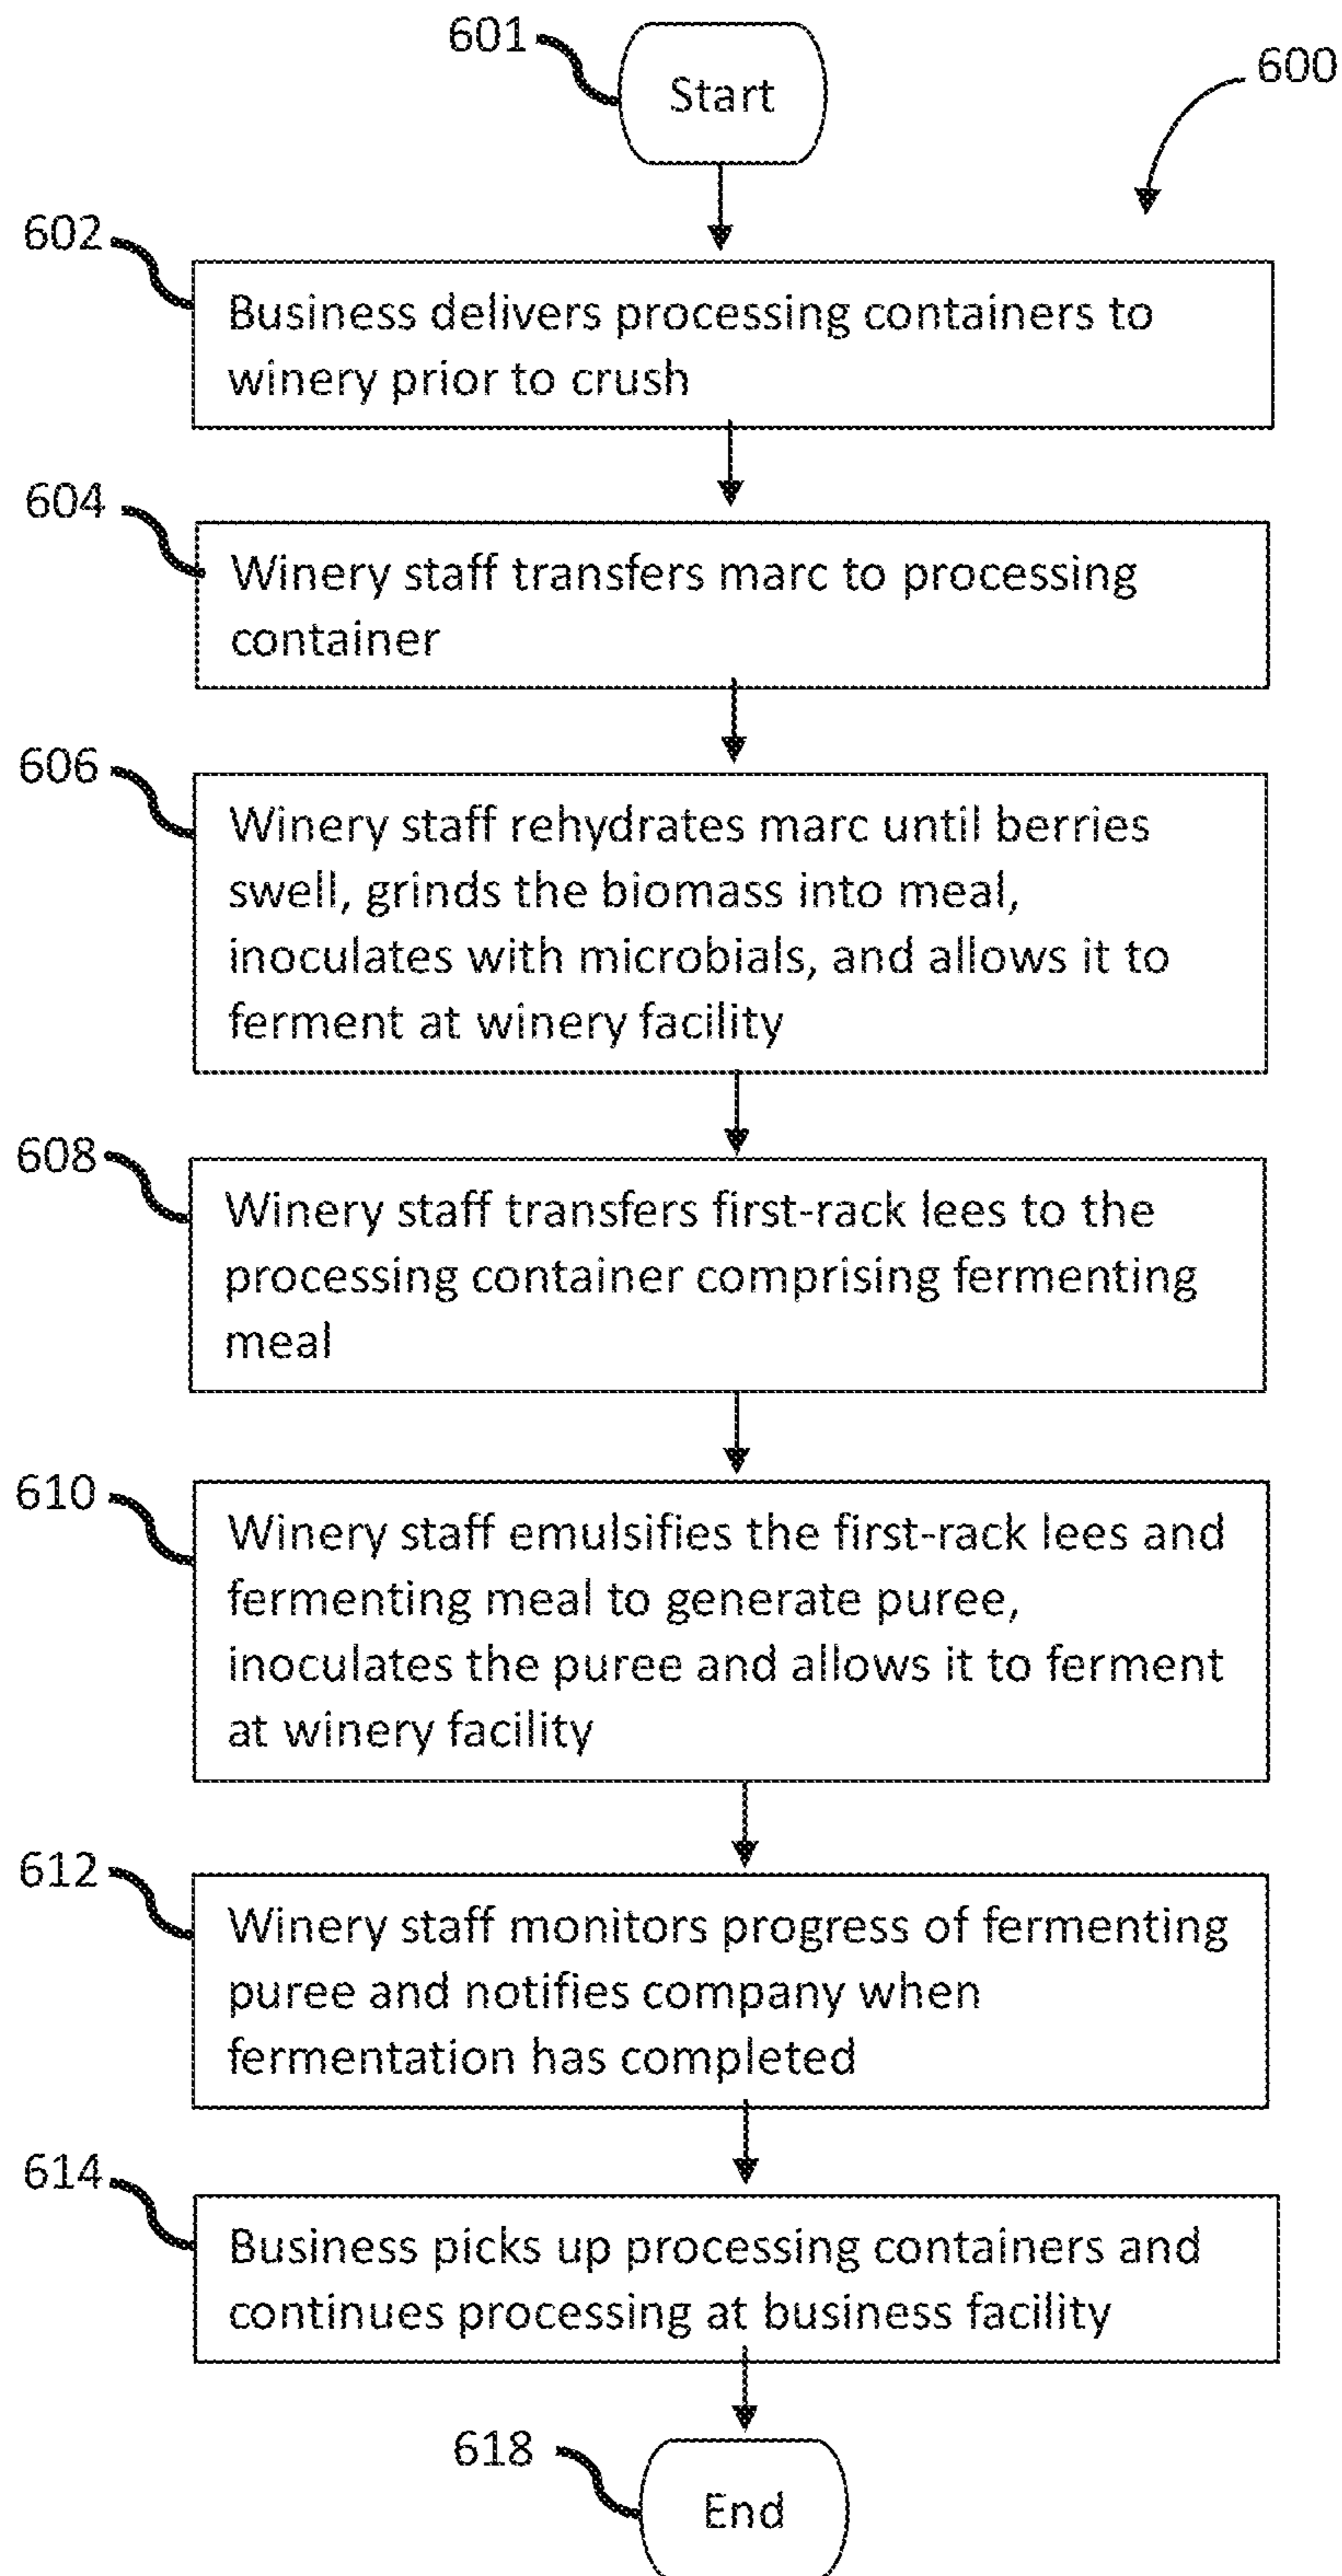 601
Start
600
602
Business delivers processing containers to
winery prior to crush
604
Winery staff transfers marc to processing
container
606
Winery staff rehydrates marc until berries
swell, grinds the biomass into meal,
inoculates with microbials, and allows it to
ferment at winery facility
608
Winery staff transfers first-rack lees to the
processing container comprising fermenting
meal
610
Winery staff emulsifies the first-rack lees and
fermenting meal to generate puree,
inoculates the puree and allows it to ferment
at winery facility
612
Winery staff monitors progress of fermenting
puree and notifies company when
fermentation has completed
614
Business picks up processing containers and
continues processing at business facility
618
End